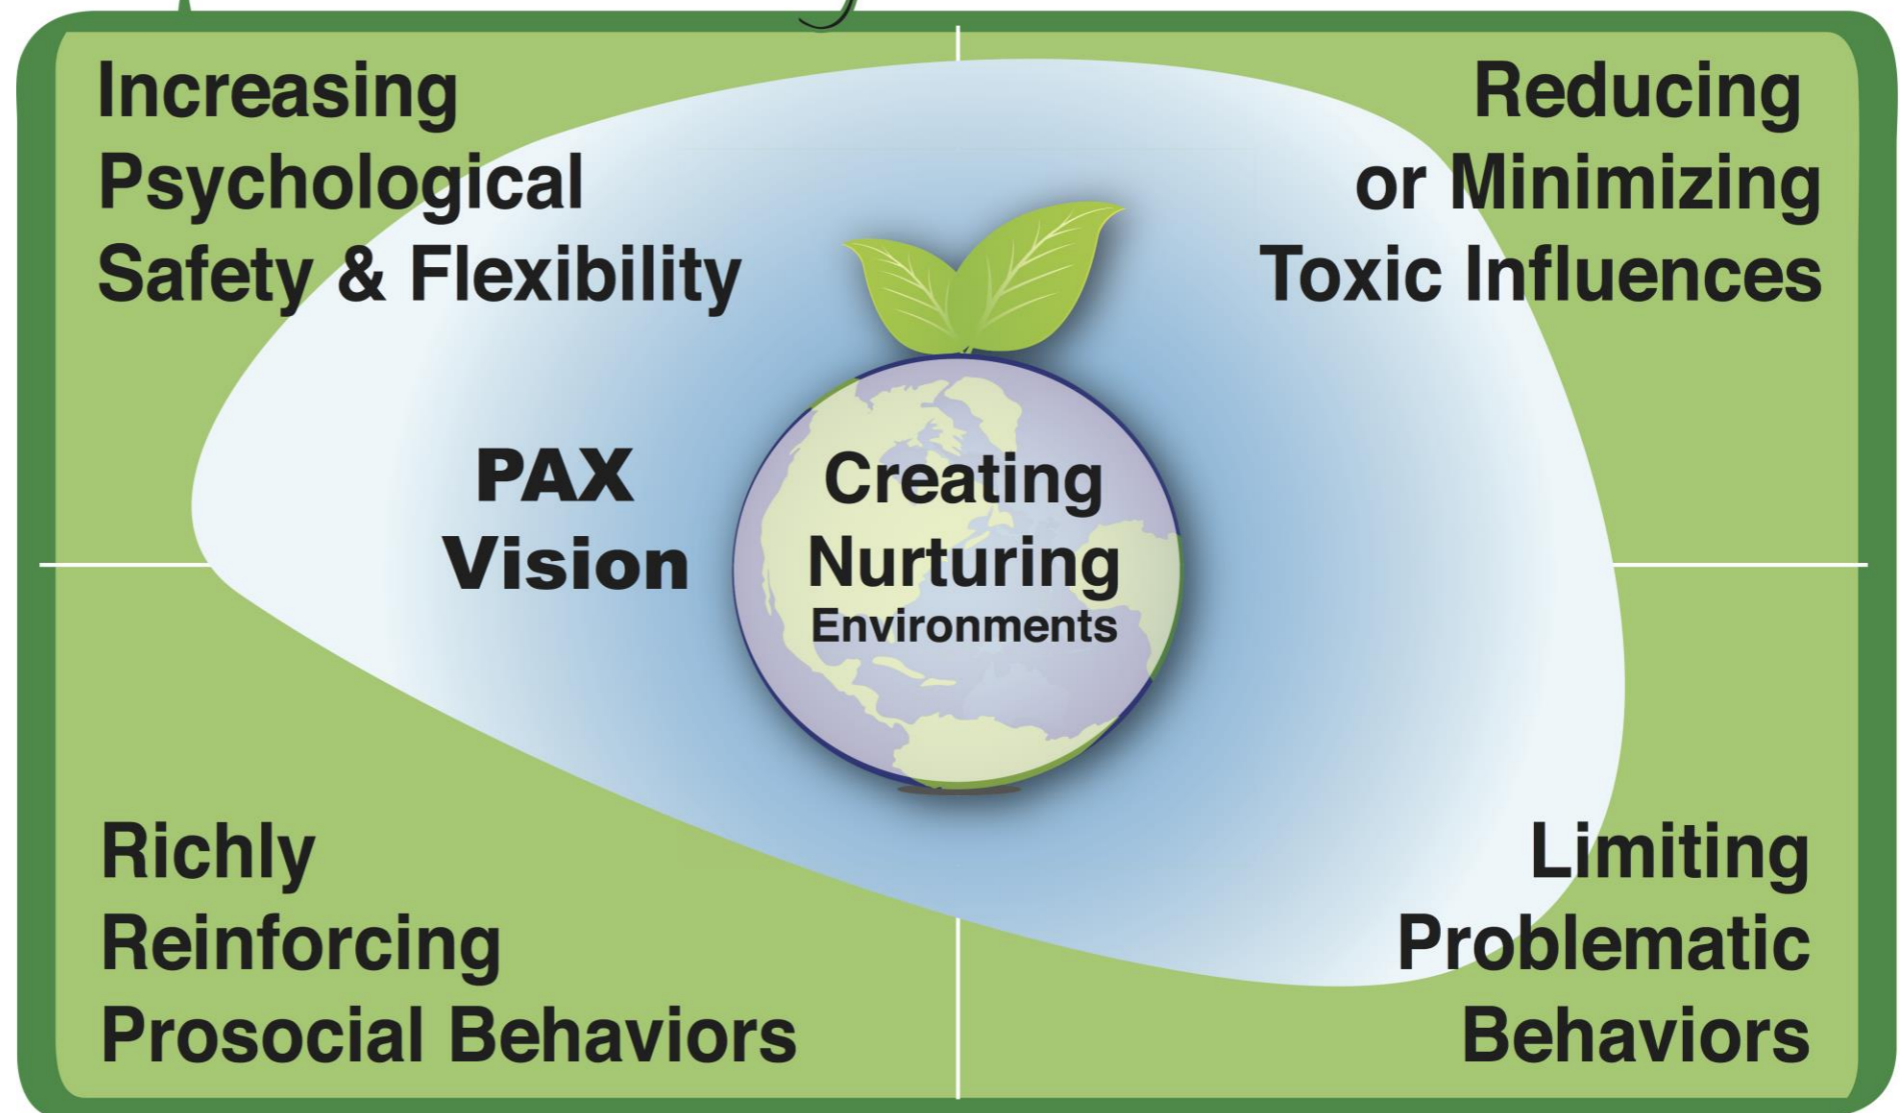 Increasing
Psychological
Safety & Flexibility
Reducing
or Minimizing
Toxic Influences
PAX
Vision
Creating
Nurturing
Environments
Richly
Reinforcing
Prosocial Behaviors
Limiting
Problematic
Behaviors